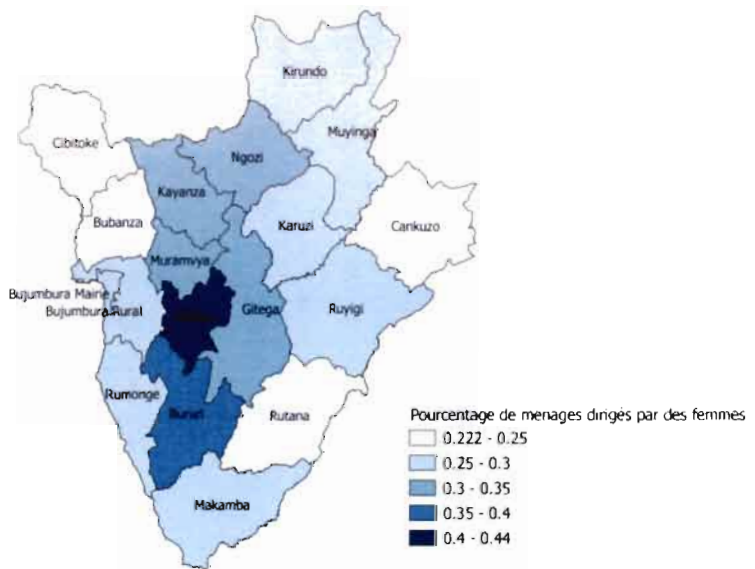 Kirundo
Cibitoke
Muyinga
Ngozi
Kayanza
Bubanza
Karuzi
Cankuzo
Muramvya
Bujumbura Mairie
Bujumbura Rural
Gitega
Ruyigi
Rumonge
Bururi
Rutana
Makamba
Pourcentage de menages dirigés par des femmes
0.222 - 0.25
0.25 - 0.3
0.3 - 0.35
0.35 - 0.4
0.4 - 0.44